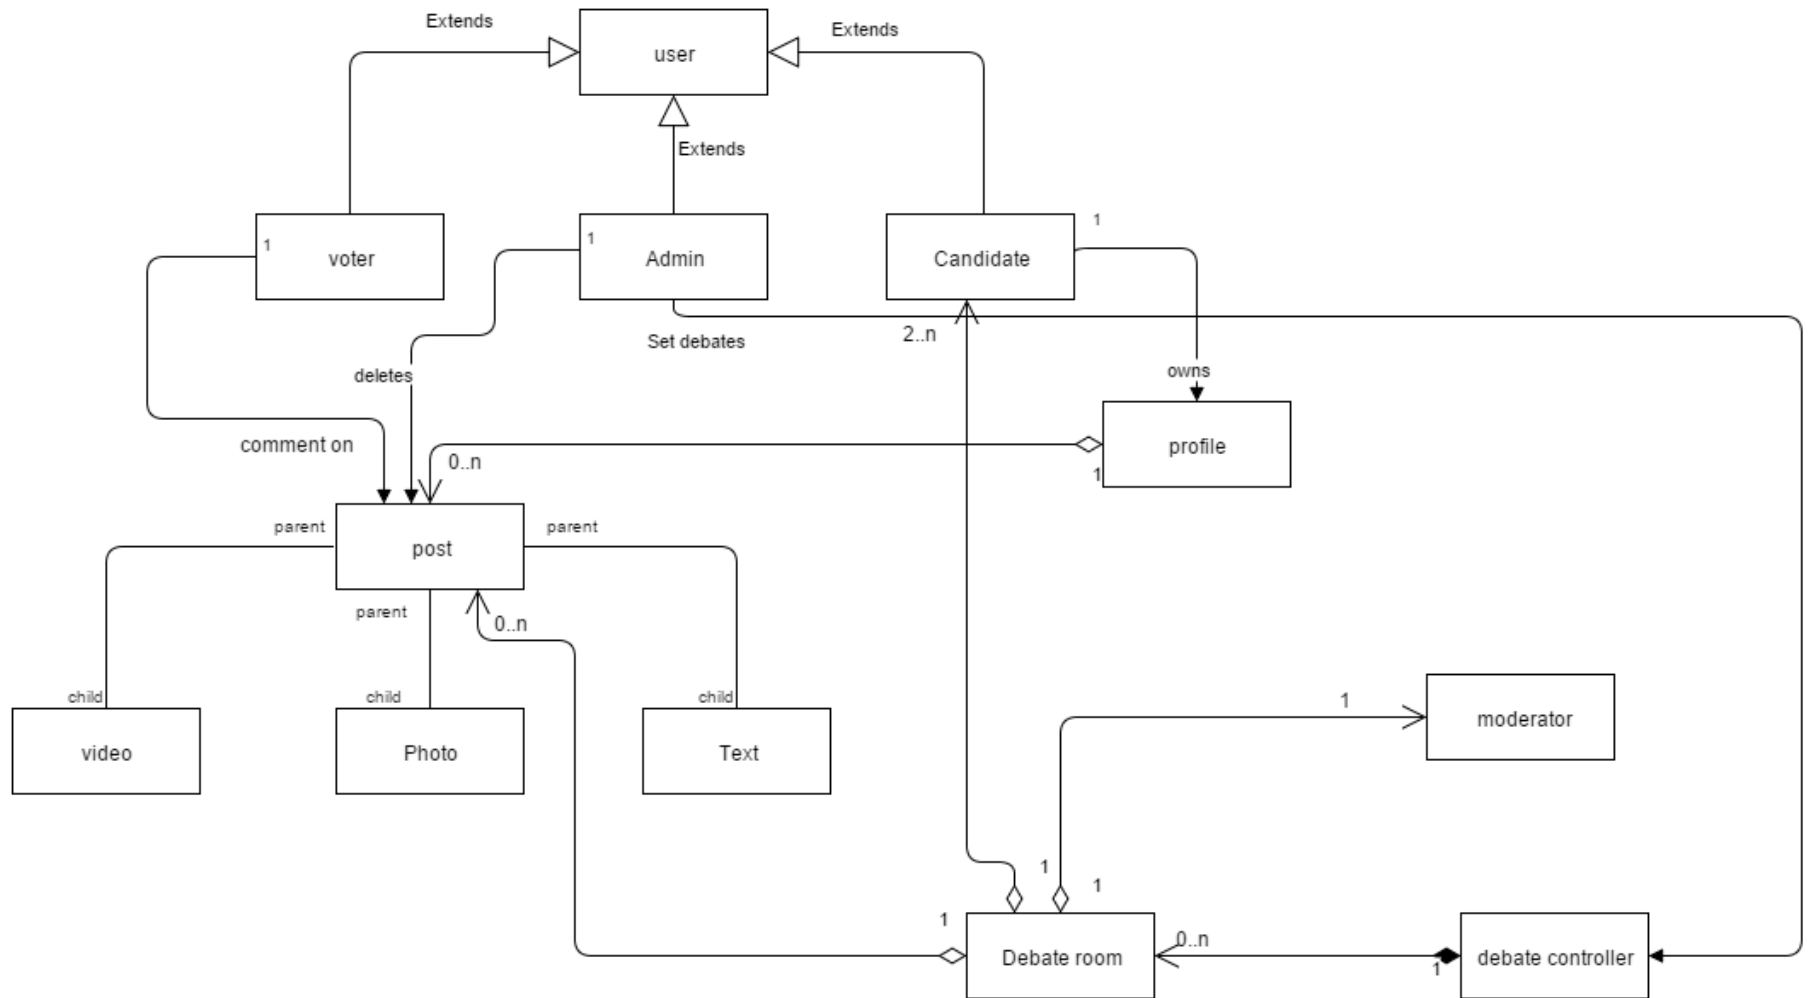 Extends
user
Extends
Extends
1
voter
1
Admin
Candidate
1
Set debates
2..n
deletes
owns
comment on
0..n
profile
1
parent
post
parent
parent
0..n
child
child
child
video
Photo
Text
1
moderator
1
1
1
Debate room
0..n
1
debate controller